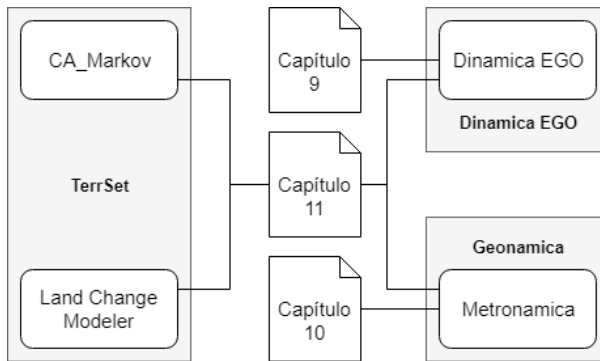 CA_Markov
TerrSet
Land Change
Modeler
Capítulo
9
Capítulo
11
Capítulo
10
Dinamica EGO
Dinamica EGO
Geonamica
Metronamica